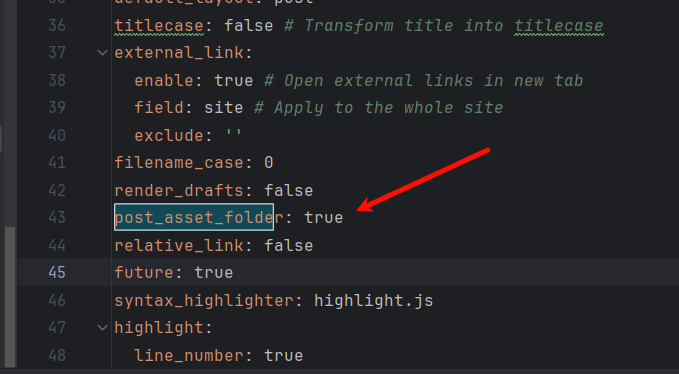 36 titlecase: false # Transform title into titlecase
37 external_link:
38 enable: true # Open external links in new tab
39 field: site # Apply to the whole site
40 exclude: ''
41 filename_case: 0
42 render_drafts: false
43 post_asset_folder: true
44 relative_link: false
45 future: true
46 syntax_highlighter: highlight.js
47 highlight:
48 line_number: true